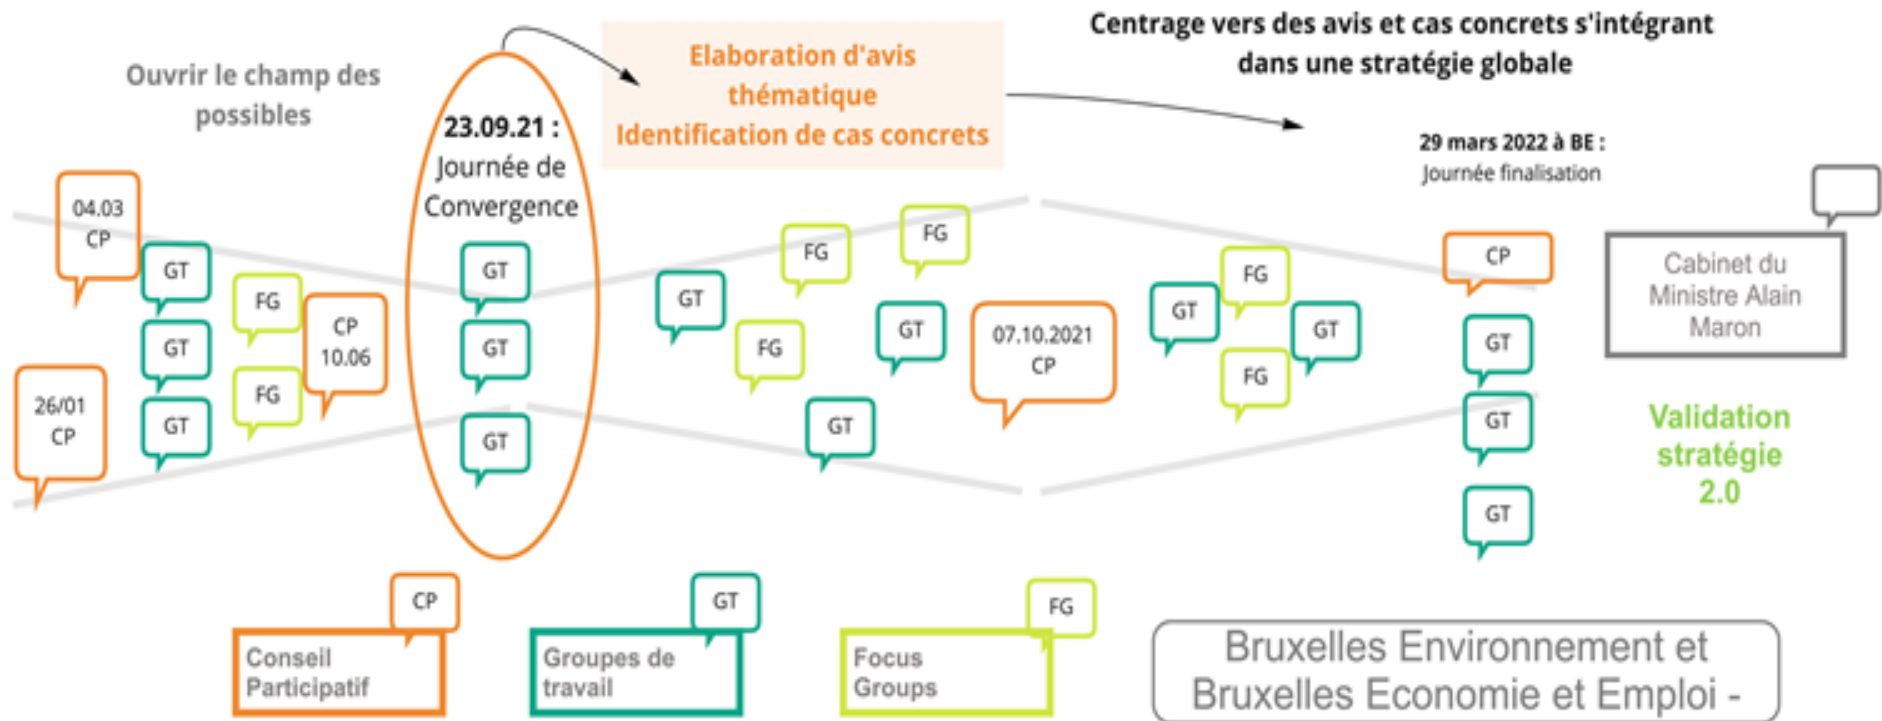 Ouvrir le champ des
possibles
23.09.21 :
Journée de
Convergence
Elaboration d'avis
thématique
Identification de cas concrets
Centrage vers des avis et cas concrets s'intégrant
dans une stratégie globale
29 mars 2022 à BE :
Journée finalisation
04.03
CP
26/01
CP
GT
GT
GT
FG
FG
CP
10.06
GT
GT
GT
GT
FG
FG
FG
GT
GT
07.10.2021
CP
GT
FG
FG
GT
CP
GT
GT
GT
Cabinet du
Ministre Alain
Maron
Validation
stratégie
2.0
CP
Conseil
Participatif
GT
Groupes de
travail
FG
Focus
Groups
Bruxelles Environnement et
Bruxelles Economie et Emploi -